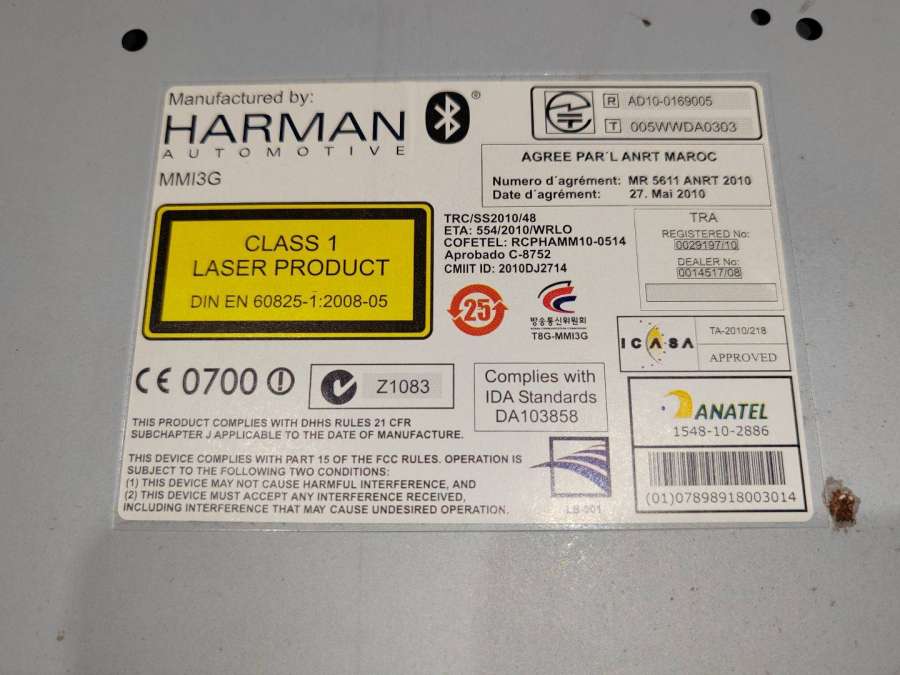 Manufactured by:
HARMAN
AUTOMOTIVE
®
MMI3G
R AD10-0169005
T 005WWDA0303
AGREE PAR´L ANRT MAROC
Numero d´agrément: MR 5611 ANRT 2010
Date d´agrément: 27. Mai 2010
CLASS 1
LASER PRODUCT
DIN EN 60825-1:2008-05
TRC/SS2010/48
ETA: 554/2010/WRLO
COFETEL: RCPHAMM10-0514
Aprobado C-8752
CMIIT ID: 2010DJ2714
TRA
REGISTERED No:
0029197/10
DEALER No:
0014517/08
25
방송통신위원회
T8G-MMI3G
ICASA
TA-2010/218
APPROVED
CE 0700
Z1083
Complies with
IDA Standards
DA103858
ANATEL
1548-10-2886
(01)07898918003014
THIS PRODUCT COMPLIES WITH DHHS RULES 21 CFR
SUBCHAPTER J APPLICABLE TO THE DATE OF MANUFACTURE.
THIS DEVICE COMPLIES WITH PART 15 OF THE FCC RULES. OPERATION IS
SUBJECT TO THE FOLLOWING TWO CONDITIONS:
(1) THIS DEVICE MAY NOT CAUSE HARMFUL INTERFERENCE, AND
(2) THIS DEVICE MUST ACCEPT ANY INTERFERENCE RECEIVED,
INCLUDING INTERFERENCE THAT MAY CAUSE UNDESIRED OPERATION.
LB-001